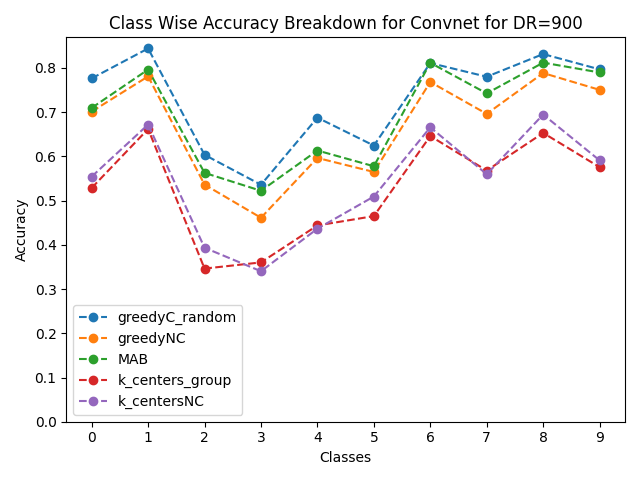 Class Wise Accuracy Breakdown for Convnet for DR=900
Accuracy
0.8
0.7
0.6
0.5
0.4
0.3
0.2
0.1
0.0
greedyC_random
greedyNC
MAB
k_centers_group
k_centersNC
0 1 2 3 4 5 6 7 8 9
Classes